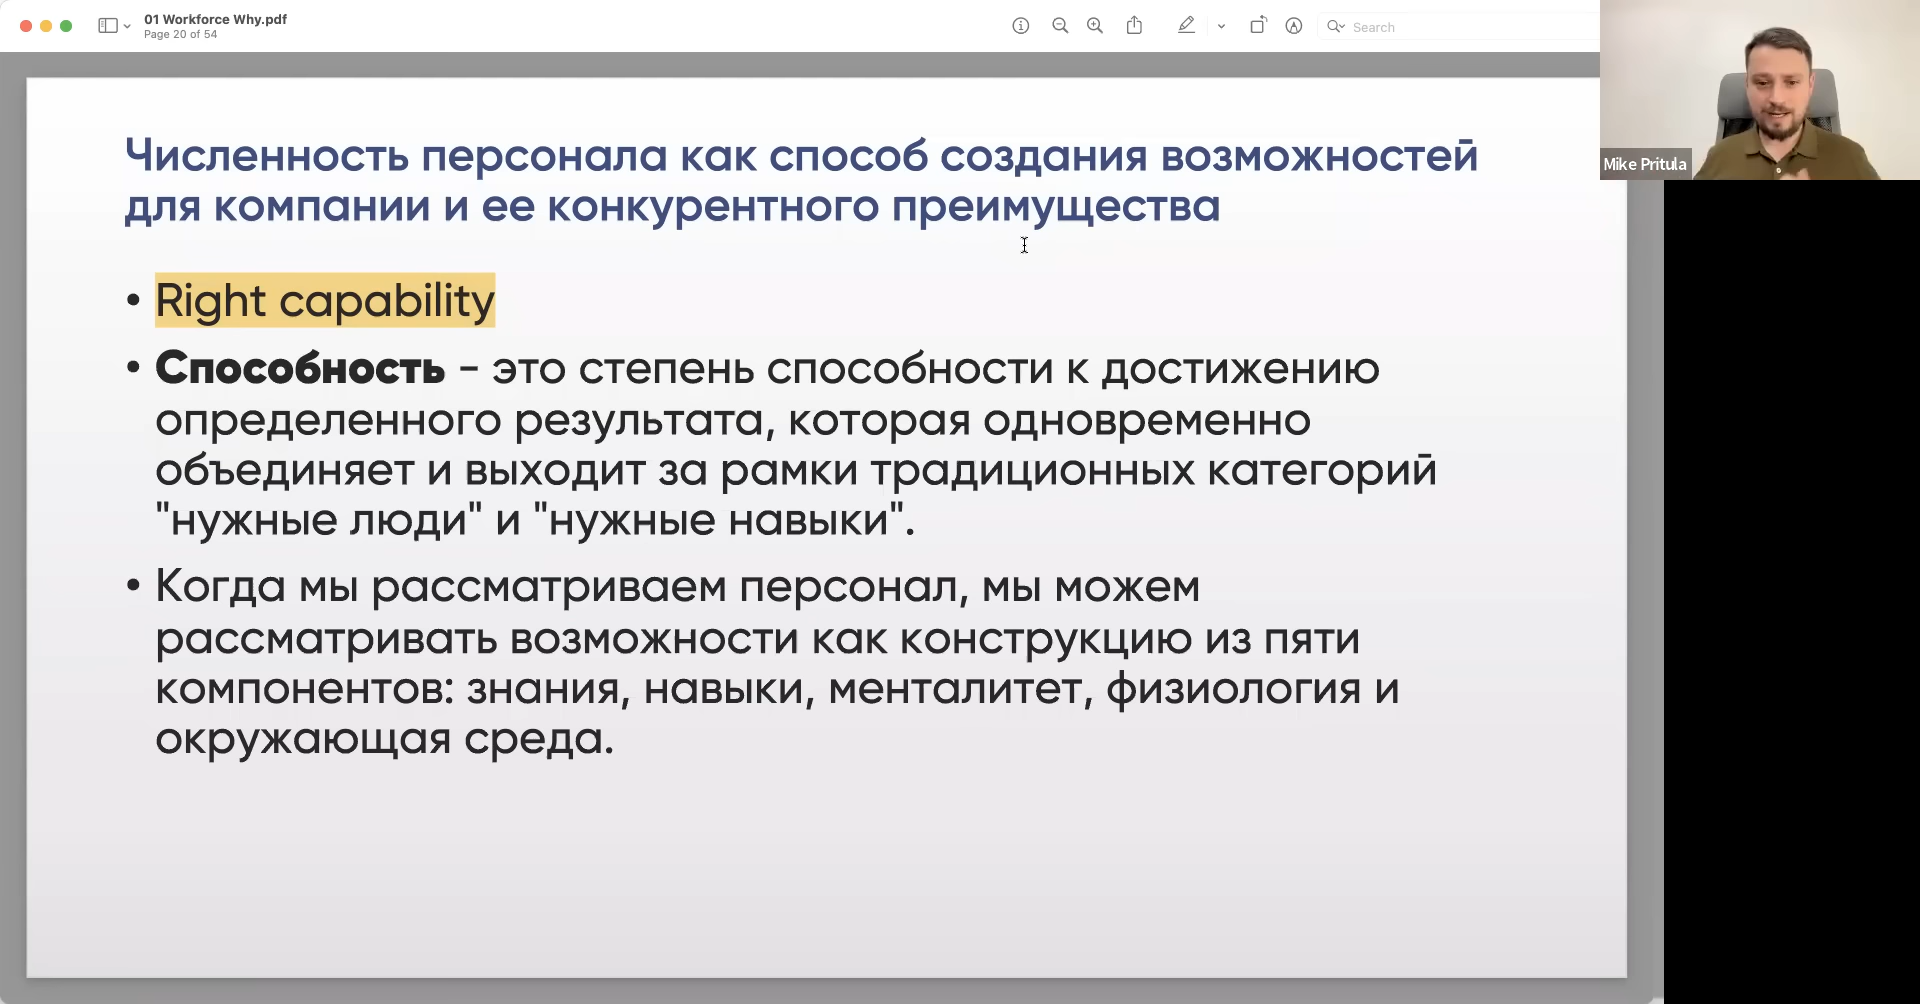 01 Workforce Why.pdf
Page 20 of 54
Search
Mike Pritula
Численность персонала как способ создания возможностей
для компании и ее конкурентного преимущества
• Right capability
• Способность - это степень способности к достижению
определенного результата, которая одновременно
объединяет и выходит за рамки традиционных категорий
"нужные люди" и "нужные навыки".
• Когда мы рассматриваем персонал, мы можем
рассматривать возможности как конструкцию из пяти
компонентов: знания, навыки, менталитет, физиология и
окружающая среда.